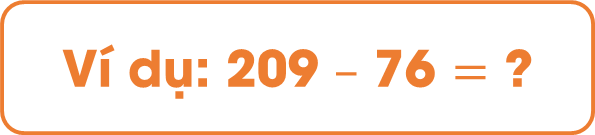 Ví dụ: 209 – 76 = ?